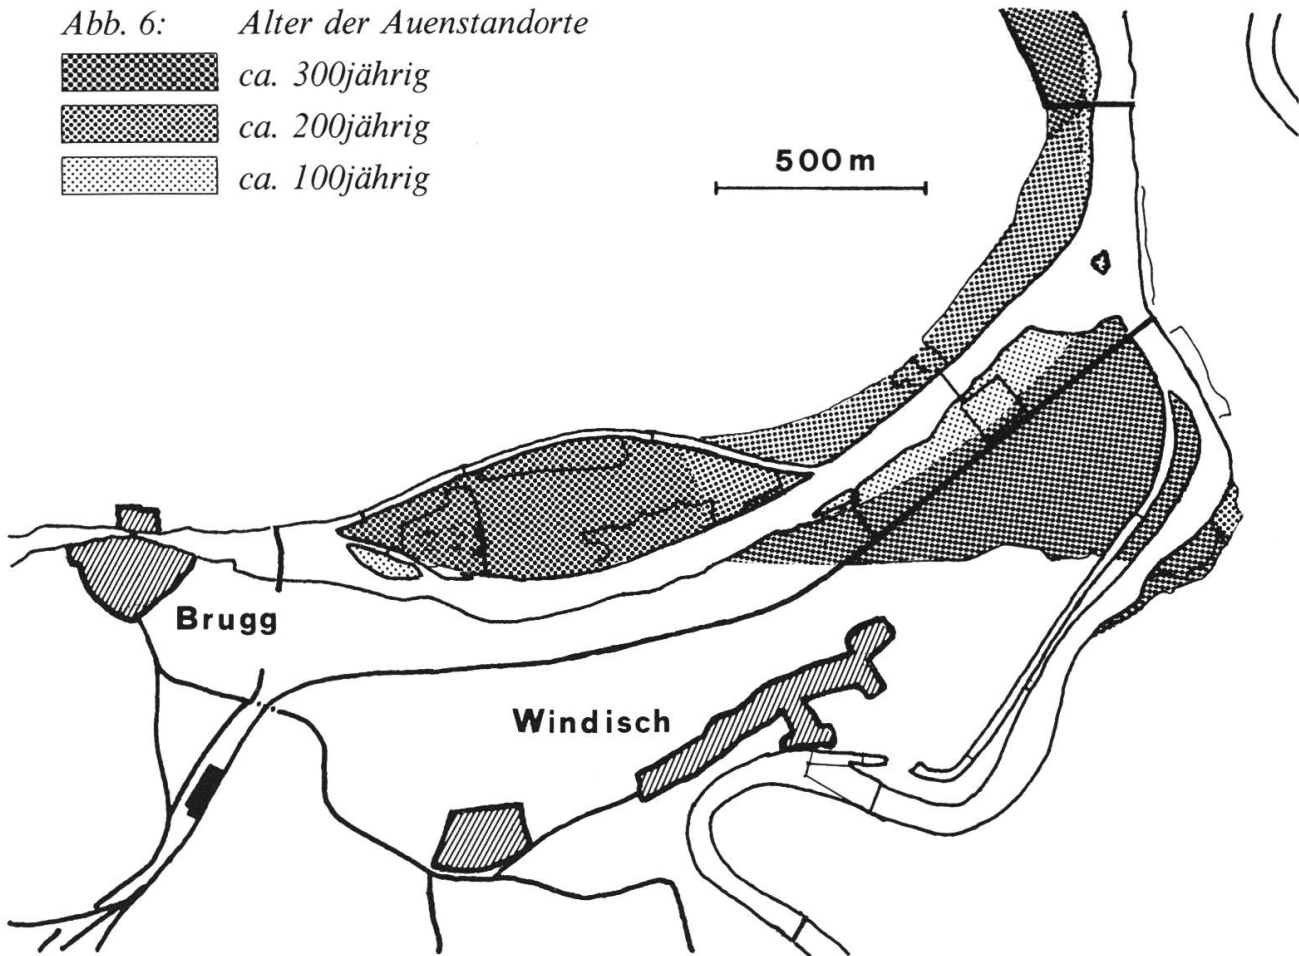 Abb. 6: Alter der Auenstandorte
ca. 300jährig
ca. 200jährig
ca. 100jährig
500 m
Brugg
Windisch